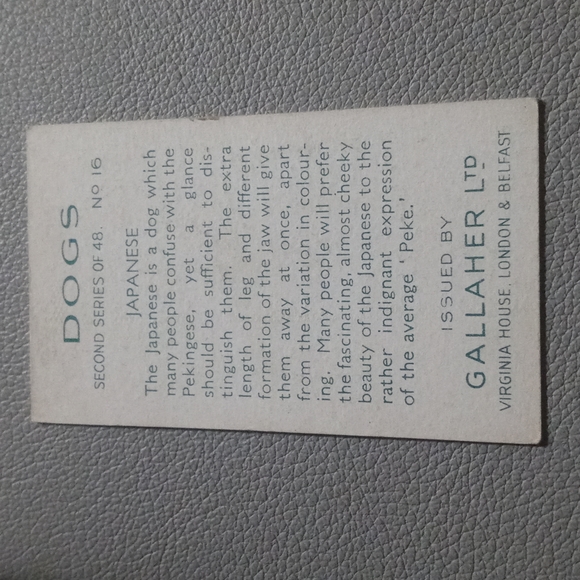 DOGS
SECOND SERIES OF 48. Nº 16
JAPANESE
The Japanese is a dog which
many people confuse with the
Pekingese, yet a glance
should be sufficient to dis-
tinguish them. The extra
length of leg and different
formation of the jaw will give
them away at once, apart
from the variation in colour-
ing. Many people will prefer
the fascinating, almost cheeky
beauty of the Japanese to the
rather indignant expression
of the average 'Peke.'
ISSUED BY
GALLAHER LTD
VIRGINIA HOUSE, LONDON & BELFAST